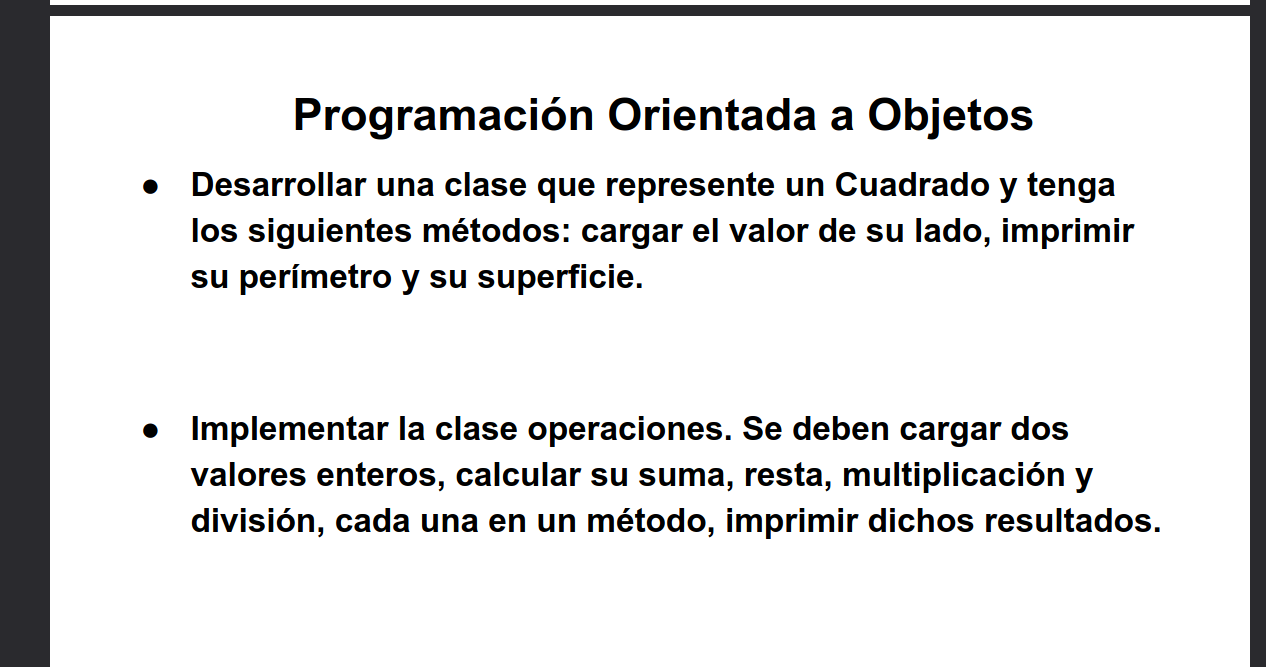 Programación Orientada a Objetos
● Desarrollar una clase que represente un Cuadrado y tenga
los siguientes métodos: cargar el valor de su lado, imprimir
su perímetro y su superficie.
● Implementar la clase operaciones. Se deben cargar dos
valores enteros, calcular su suma, resta, multiplicación y
división, cada una en un método, imprimir dichos resultados.